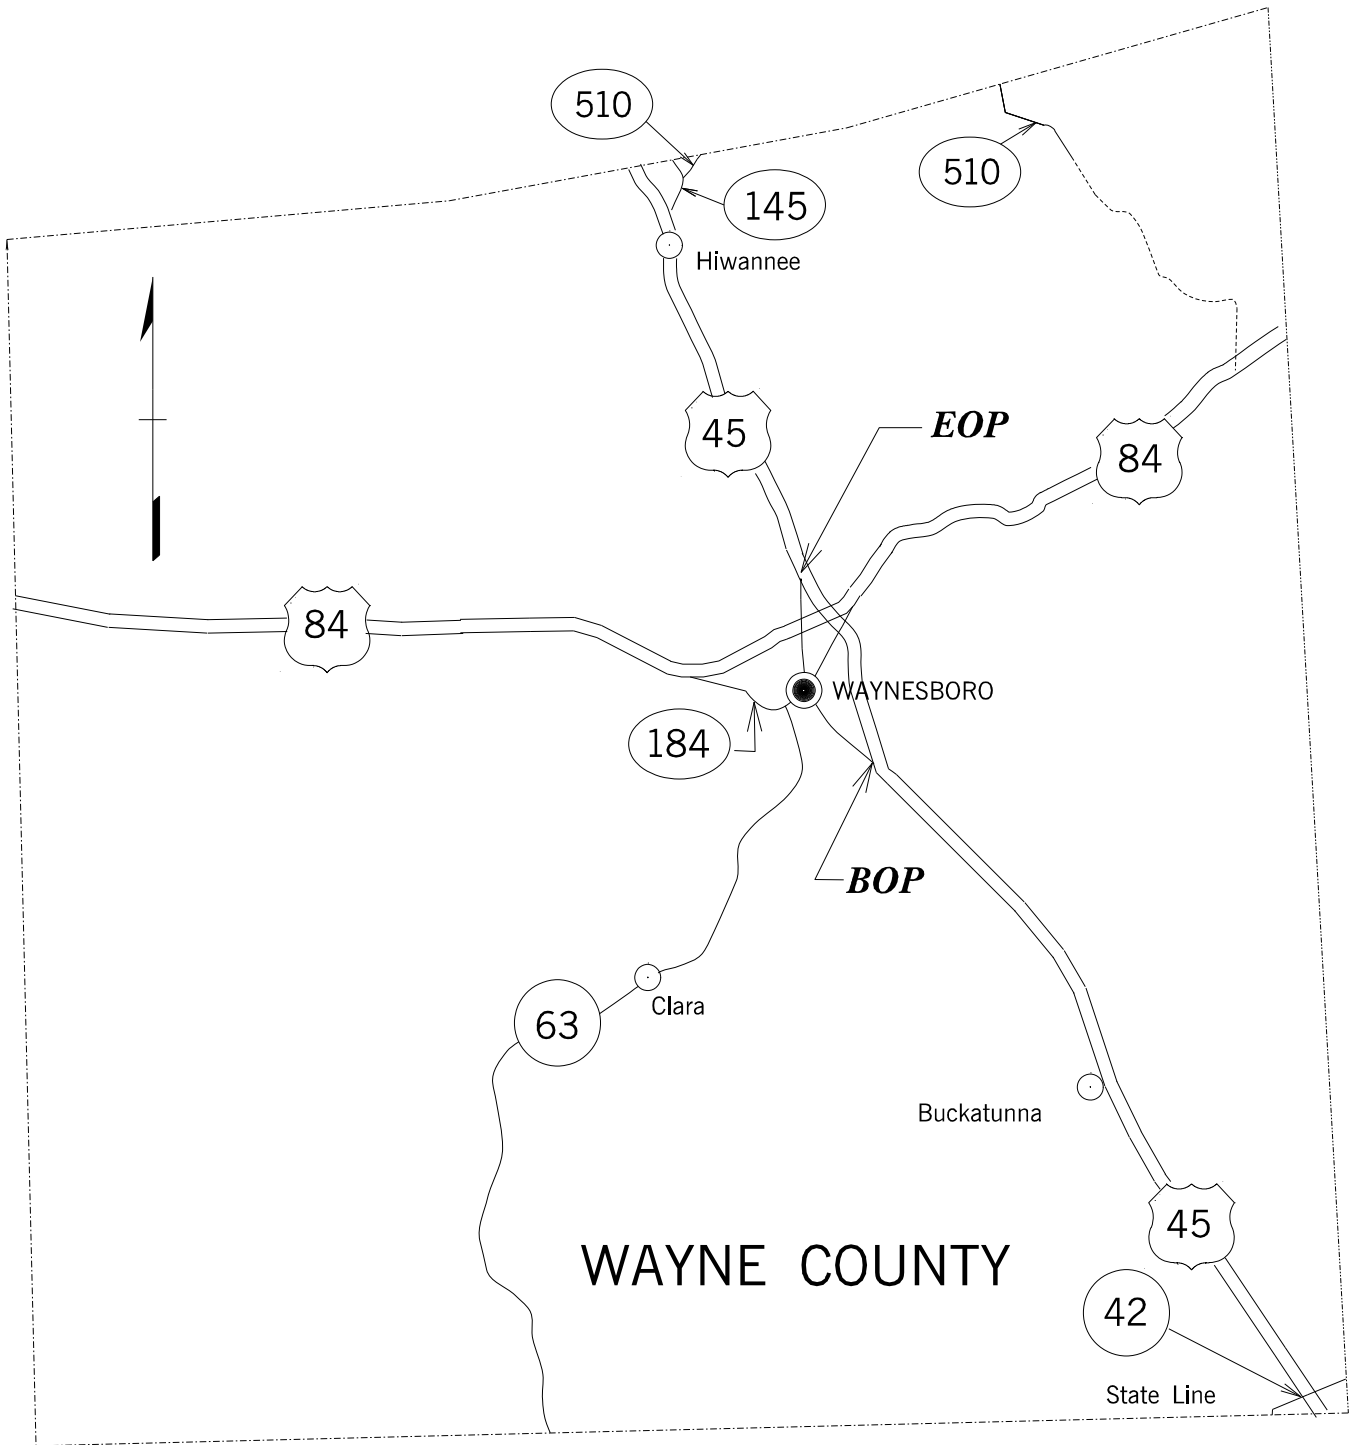 510
510
145
Hiwannee
EOP
45
84
84
WAYNESBORO
184
BOP
Clara
63
Buckatunna
45
WAYNE COUNTY
42
State Line